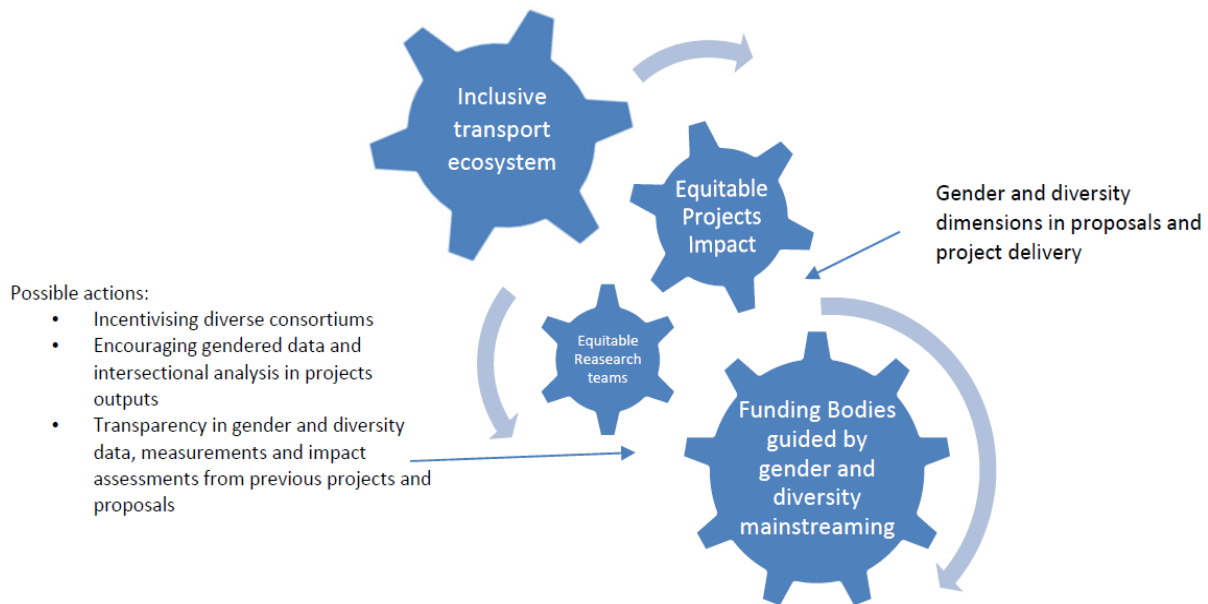 Inclusive
transport
ecosystem
Equitable
Projects
Impact
Gender and diversity
dimensions in proposals and
project delivery
Possible actions:
• Incentivising diverse consortiums
• Encouraging gendered data and
intersectional analysis in projects
outputs
• Transparency in gender and diversity
data, measurements and impact
assessments from previous projects and
proposals
Equitable
Reasearch
teams
Funding Bodies
guided by
gender and
diversity
mainstreaming